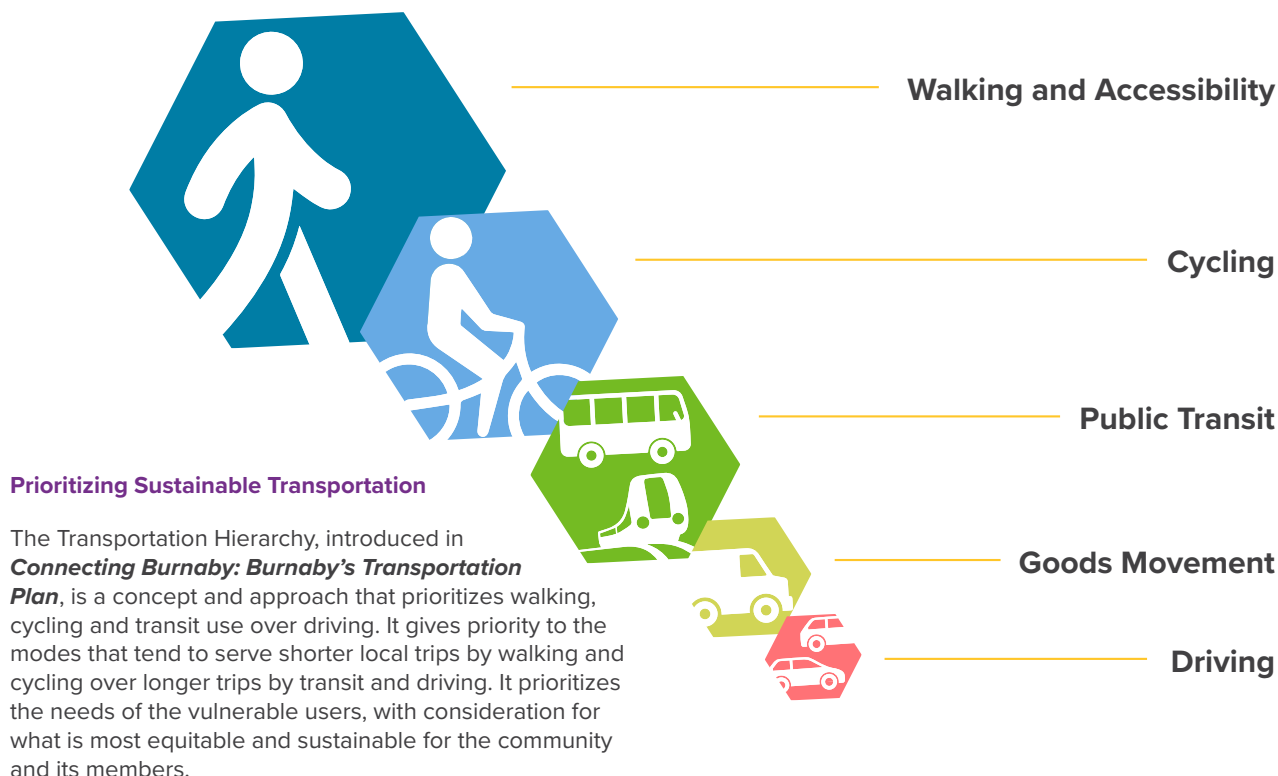 Walking and Accessibility
Cycling
Public Transit
Goods Movement
Driving
Prioritizing Sustainable Transportation
The Transportation Hierarchy, introduced in
Connecting Burnaby: Burnaby’s Transportation
Plan, is a concept and approach that prioritizes walking,
cycling and transit use over driving. It gives priority to the
modes that tend to serve shorter local trips by walking and
cycling over longer trips by transit and driving. It prioritizes
the needs of the vulnerable users, with consideration for
what is most equitable and sustainable for the community
and its members.